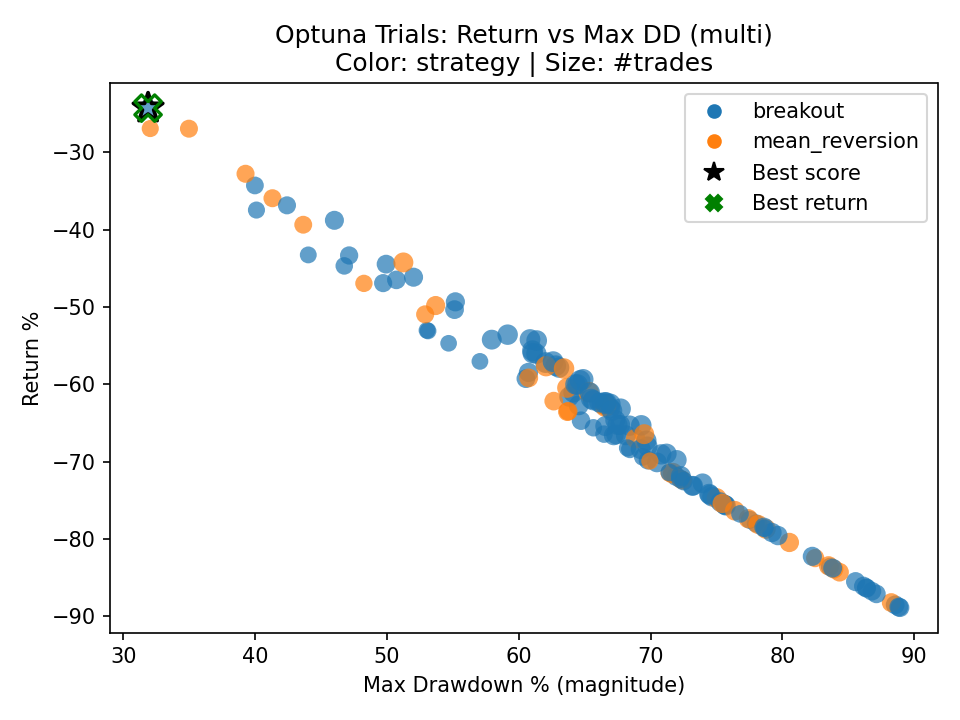 Optuna Trials: Return vs Max DD (multi)
Color: strategy | Size: #trades
breakout
mean_reversion
Best score
Best return
Return %
−30
−40
−50
−60
−70
−80
−90
30 40 50 60 70 80 90
Max Drawdown % (magnitude)